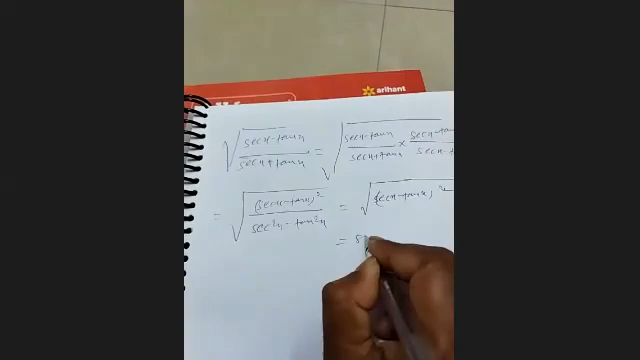 arihant
√(secx-tanx/secx+tanx) = √(secx-tanx/secx+tanx × secx-tan/secx-t
= √((secx-tanx)²/sec²x-tan²x) = √(secx-tanx)²
= s